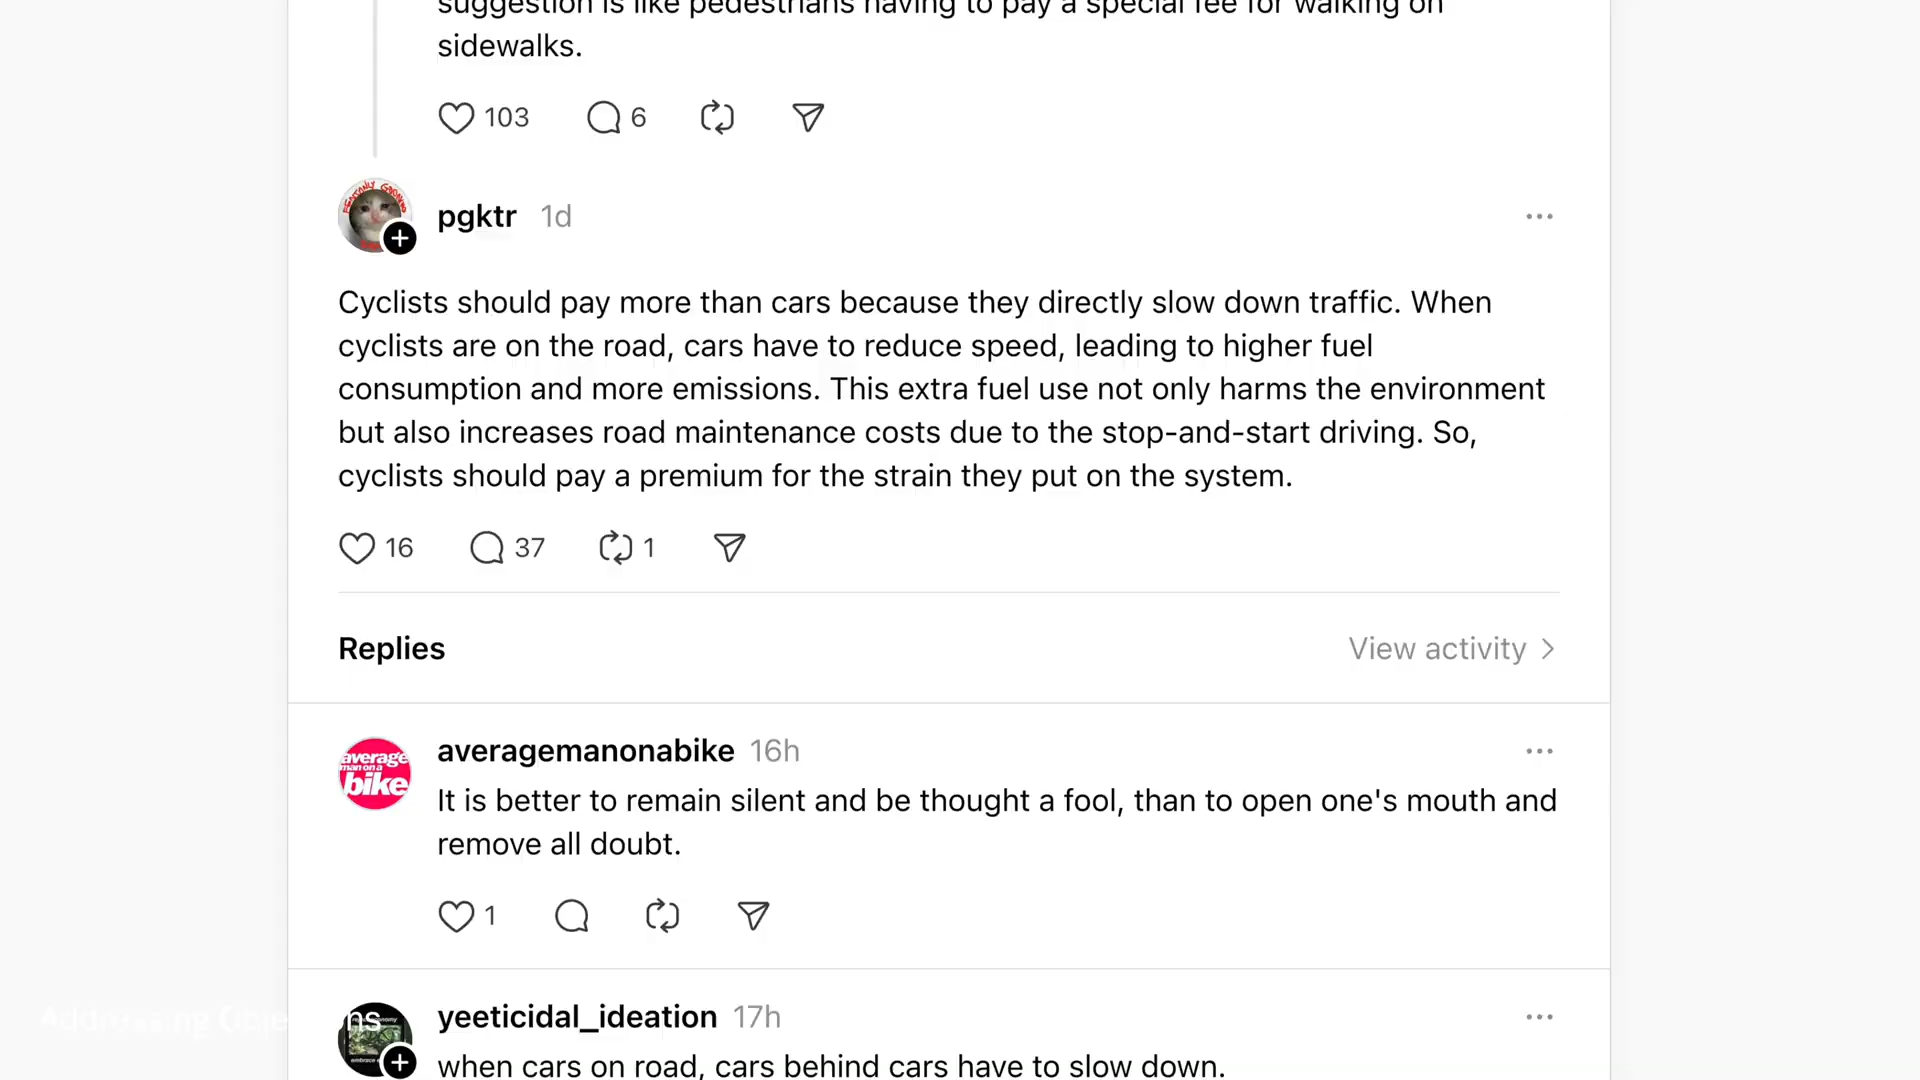 suggestion is like pedestrians having to pay a special fee for walking on
sidewalks.
103 6
pgktr 1d
Cyclists should pay more than cars because they directly slow down traffic. When
cyclists are on the road, cars have to reduce speed, leading to higher fuel
consumption and more emissions. This extra fuel use not only harms the environment
but also increases road maintenance costs due to the stop-and-start driving. So,
cyclists should pay a premium for the strain they put on the system.
16 37 1
Replies View activity
average
man on a
bike
averagemanonabike 16h
It is better to remain silent and be thought a fool, than to open one's mouth and
remove all doubt.
1
yeeticidal_ideation 17h
when cars on road, cars behind cars have to slow down.